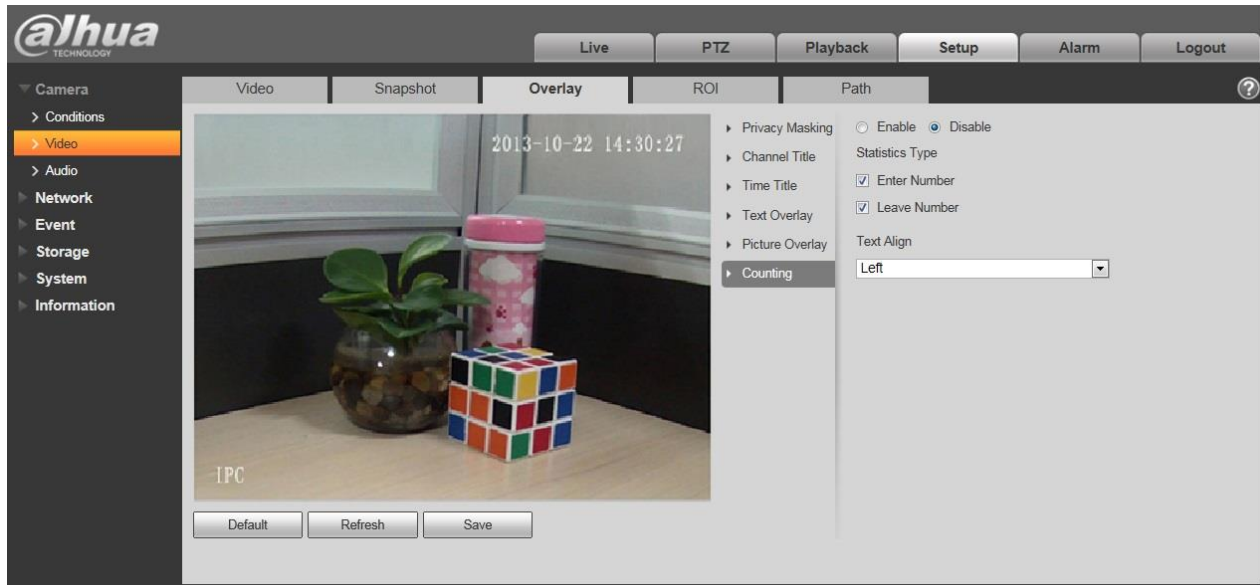 alhua
TECHNOLOGY
Live PTZ Playback Setup Alarm Logout
Camera
Conditions
Video
Audio
Network
Event
Storage
System
Information
Video Snapshot Overlay ROI Path
2013-10-22 14:30:27
IPC
Default Refresh Save
Privacy Masking
Channel Title
Time Title
Text Overlay
Picture Overlay
Counting
Enable Disable
Statistics Type
Enter Number
Leave Number
Text Align
Left